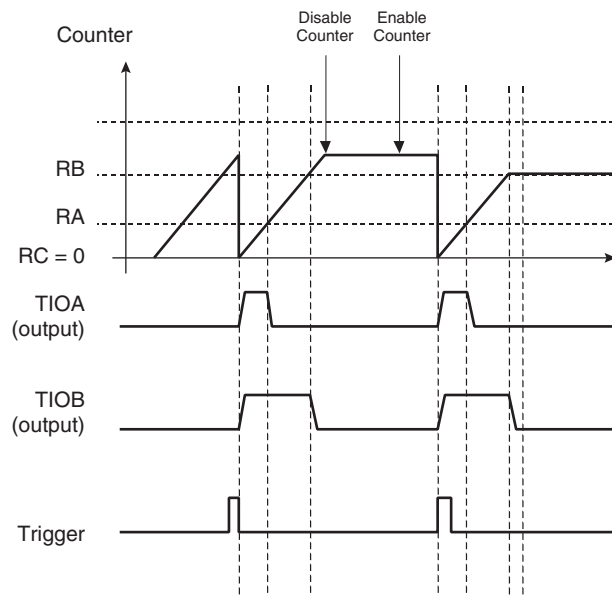 Disable
Counter
Enable
Counter
Counter
RB
RA
RC = 0
TIOA
(output)
TIOB
(output)
Trigger